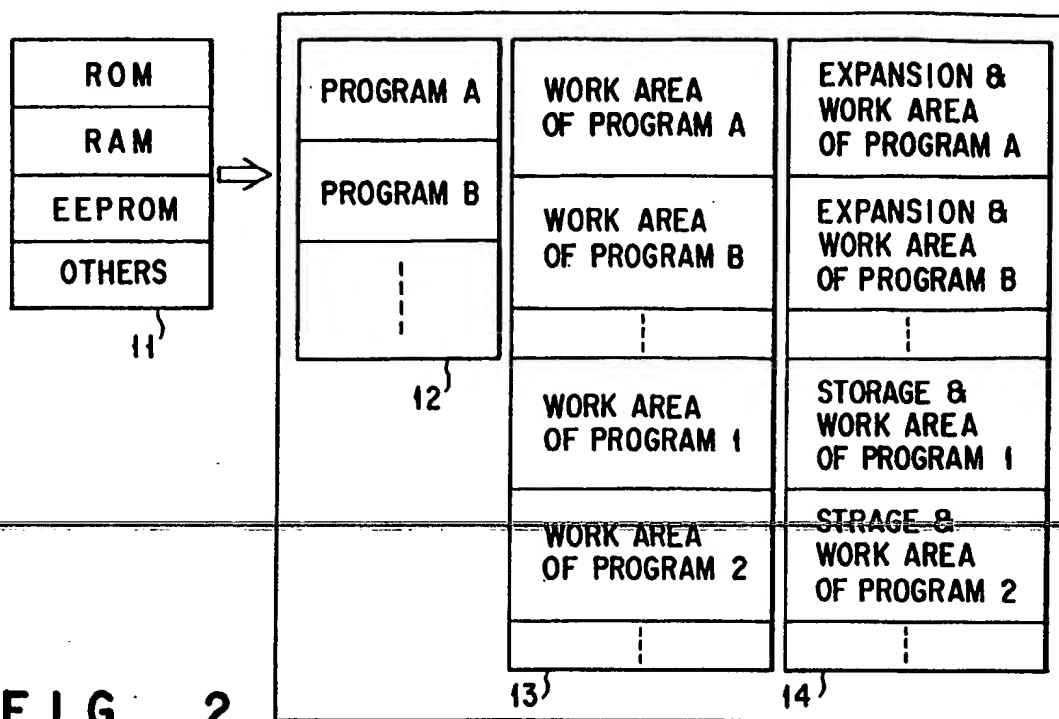 ROM
RAM
EEPROM
OTHERS
11
PROGRAM A
PROGRAM B
12
WORK AREA
OF PROGRAM A
WORK AREA
OF PROGRAM B
WORK AREA
OF PROGRAM 1
WORK AREA
OF PROGRAM 2
13
EXPANSION &
WORK AREA
OF PROGRAM A
EXPANSION &
WORK AREA
OF PROGRAM B
STORAGE &
WORK AREA
OF PROGRAM 1
STRAGE &
WORK AREA
OF PROGRAM 2
14
FIG. 2